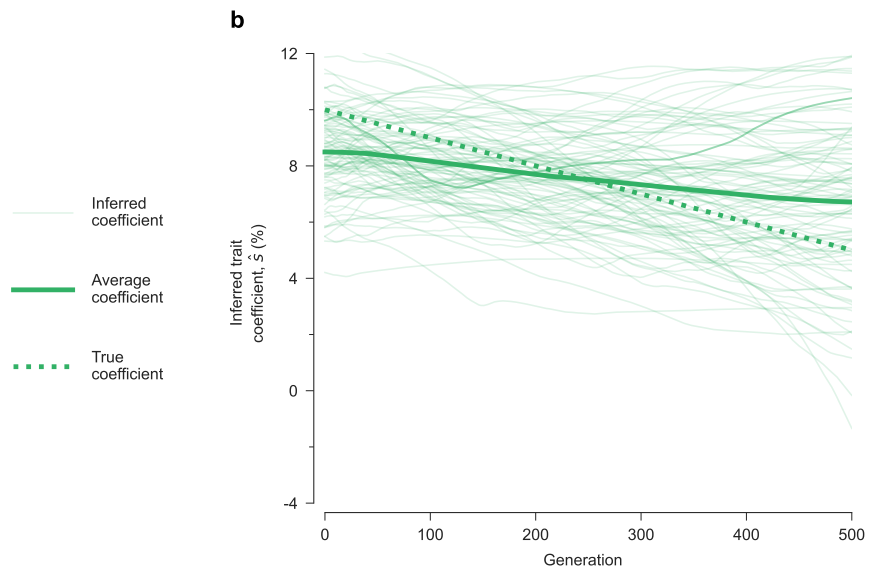 b
Inferred
coefficient
Average
coefficient
True
coefficient
Inferred trait
coefficient, ŝ (%)
12
8
4
0
-4
0 100 200 300 400 500
Generation